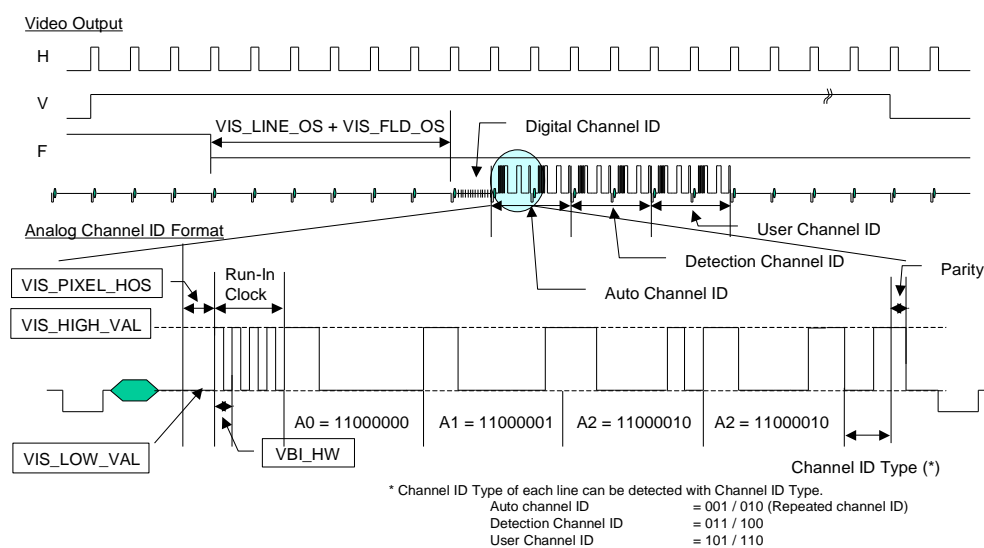 Video Output
H
V
VIS_LINE_OS + VIS_FLD_OS
Digital Channel ID
F
Analog Channel ID Format
User Channel ID
Detection Channel ID
Auto Channel ID
Parity
VIS_PIXEL_HOS
Run-In
Clock
VIS_HIGH_VAL
A0 = 11000000
A1 = 11000001
A2 = 11000010
A2 = 11000010
VIS_LOW_VAL
VBI_HW
Channel ID Type (*)
* Channel ID Type of each line can be detected with Channel ID Type.
Auto channel ID = 001 / 010 (Repeated channel ID)
Detection Channel ID = 011 / 100
User Channel ID = 101 / 110